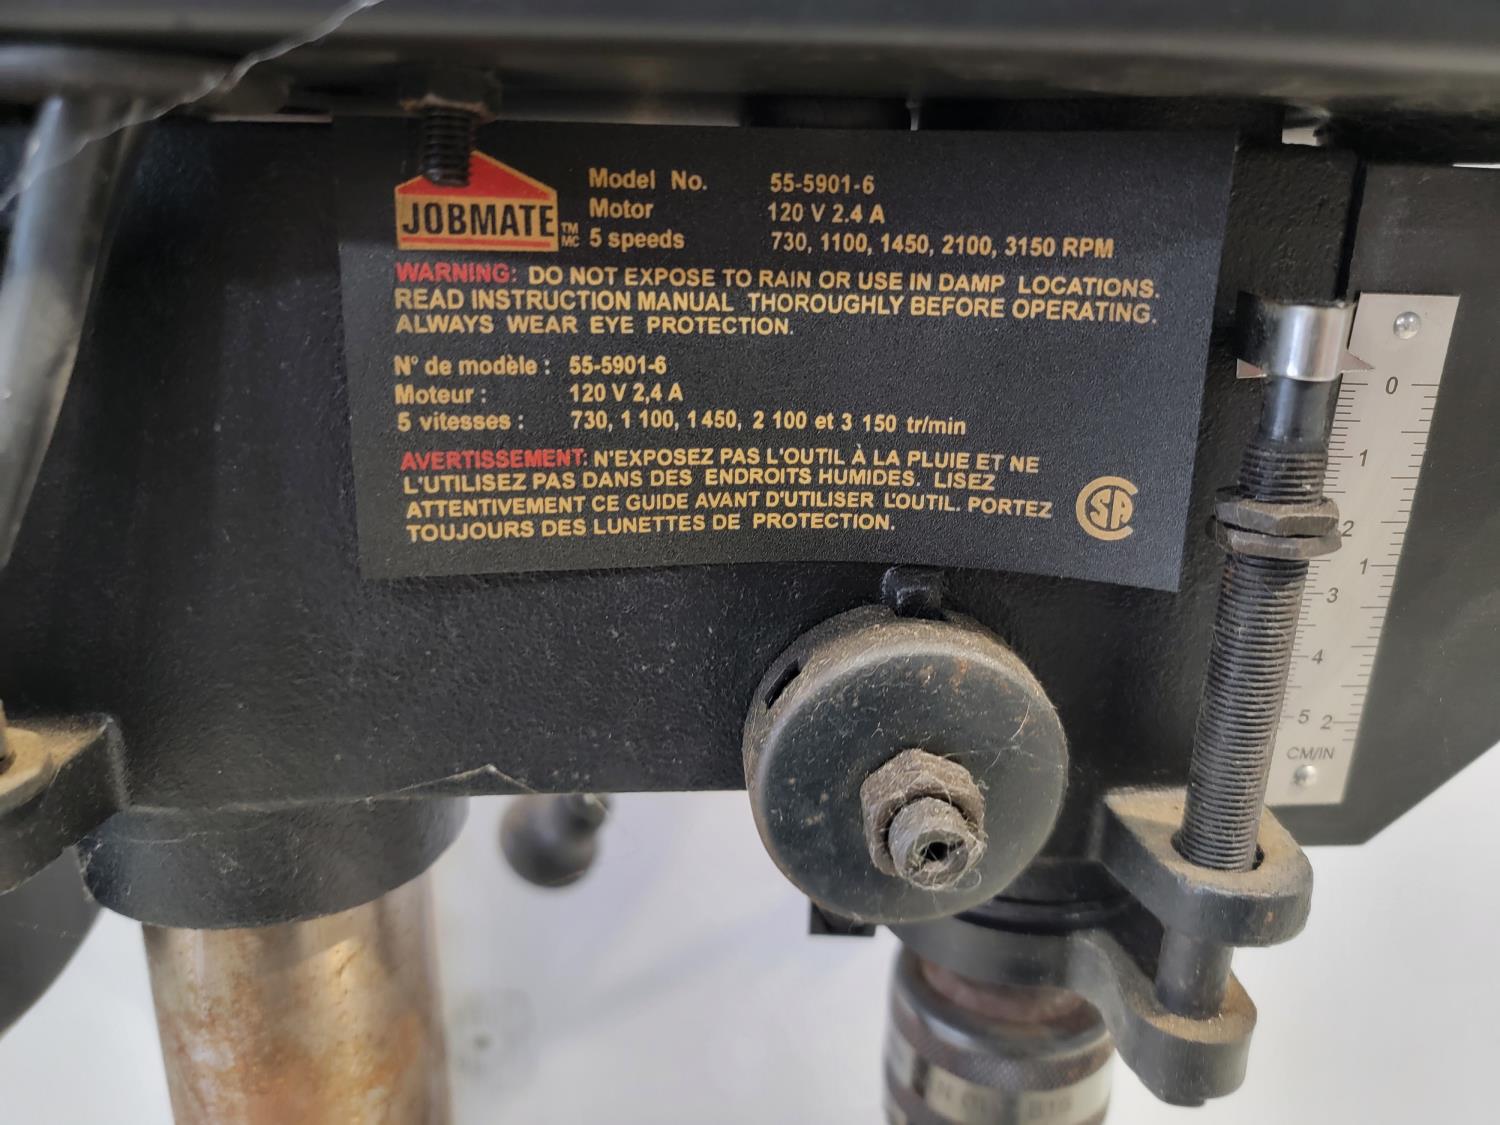 JOBMATE TM MC
Model No. 55-5901-6
Motor 120 V 2.4 A
5 speeds 730, 1100, 1450, 2100, 3150 RPM
WARNING: DO NOT EXPOSE TO RAIN OR USE IN DAMP LOCATIONS.
READ INSTRUCTION MANUAL THOROUGHLY BEFORE OPERATING.
ALWAYS WEAR EYE PROTECTION.
N° de modèle : 55-5901-6
Moteur : 120 V 2,4 A
5 vitesses : 730, 1 100, 1 450, 2 100 et 3 150 tr/min
AVERTISSEMENT: N'EXPOSEZ PAS L'OUTIL À LA PLUIE ET NE
L'UTILISEZ PAS DANS DES ENDROITS HUMIDES. LISEZ
ATTENTIVEMENT CE GUIDE AVANT D'UTILISER L'OUTIL. PORTEZ
TOUJOURS DES LUNETTES DE PROTECTION.
CSA
0
1
2
1
3
4
5 2
CM/IN